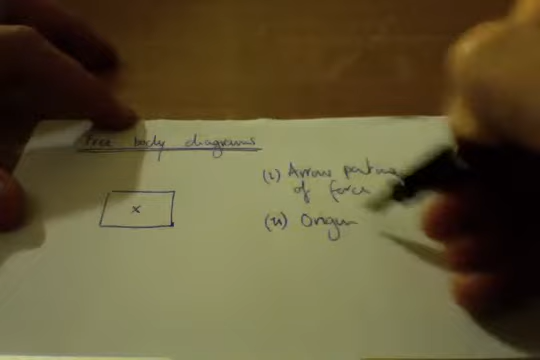 Free body diagrams
(i) Arrow
of force
x
(ii) Origin